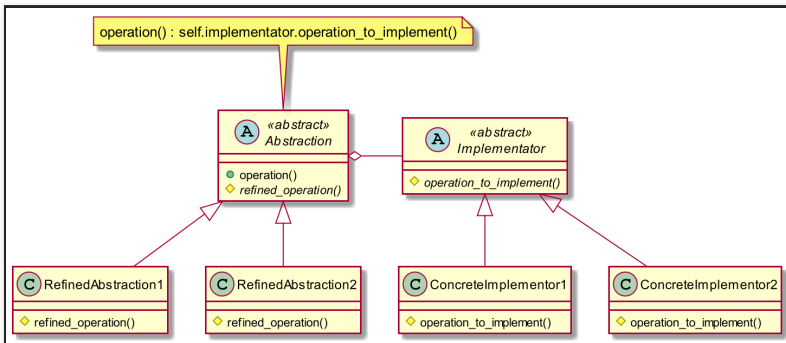 operation() : self.implementator.operation_to_implement()
A
«abstract»
Abstraction
operation()
refined_operation()
A
«abstract»
Implementator
operation_to_implement()
C RefinedAbstraction1
refined_operation()
C RefinedAbstraction2
refined_operation()
C ConcreteImplementor1
operation_to_implement()
C ConcreteImplementor2
operation_to_implement()